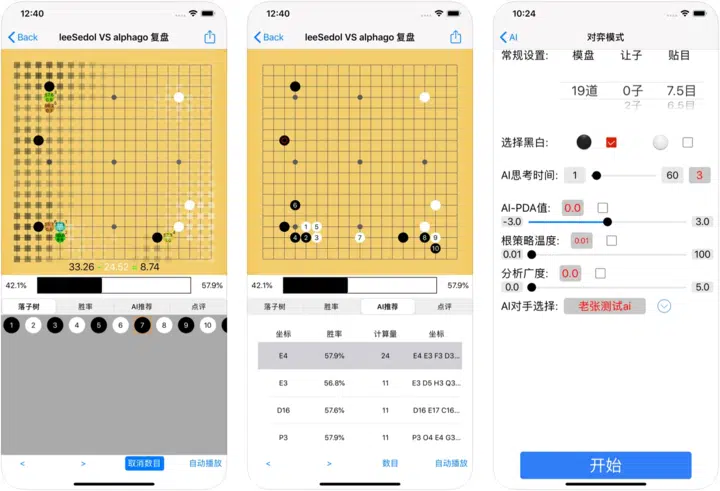 12:40
Back
leeSedol VS alphago 复盘
33.26 - 24.52 = 8.74
42.1%
57.9%
落子树
胜率
AI推荐
点评
1 2 3 4 5 6 7 8 9 10
<
>
取消数目
自动播放
12:40
Back
leeSedol VS alphago 复盘
6
1 5
4 2 3 7 8 9
10
42.1%
57.9%
落子树
胜率
AI推荐
点评
坐标 胜率 计算量 坐标
E4 57.9% 24 E4 E3 F3 D3...
E3 56.8% 11 E3 D5 H3 Q3...
D16 57.6% 11 D16 E17 C16...
P3 57.9% 11 P3 O4 E4 G3...
<
>
数目
自动播放
10:24
AI
对弈模式
常规设置: 模盘 让子 贴目
19道 0子 7.5目
2子 6.5目
选择黑白:
AI思考时间: 1 60 3
AI-PDA值: 0.0
-3.0 3.0
根策略温度: 0.01
0.01 100
分析广度: 0.0
0.0 5.0
AI对手选择: 老张测试ai
开始